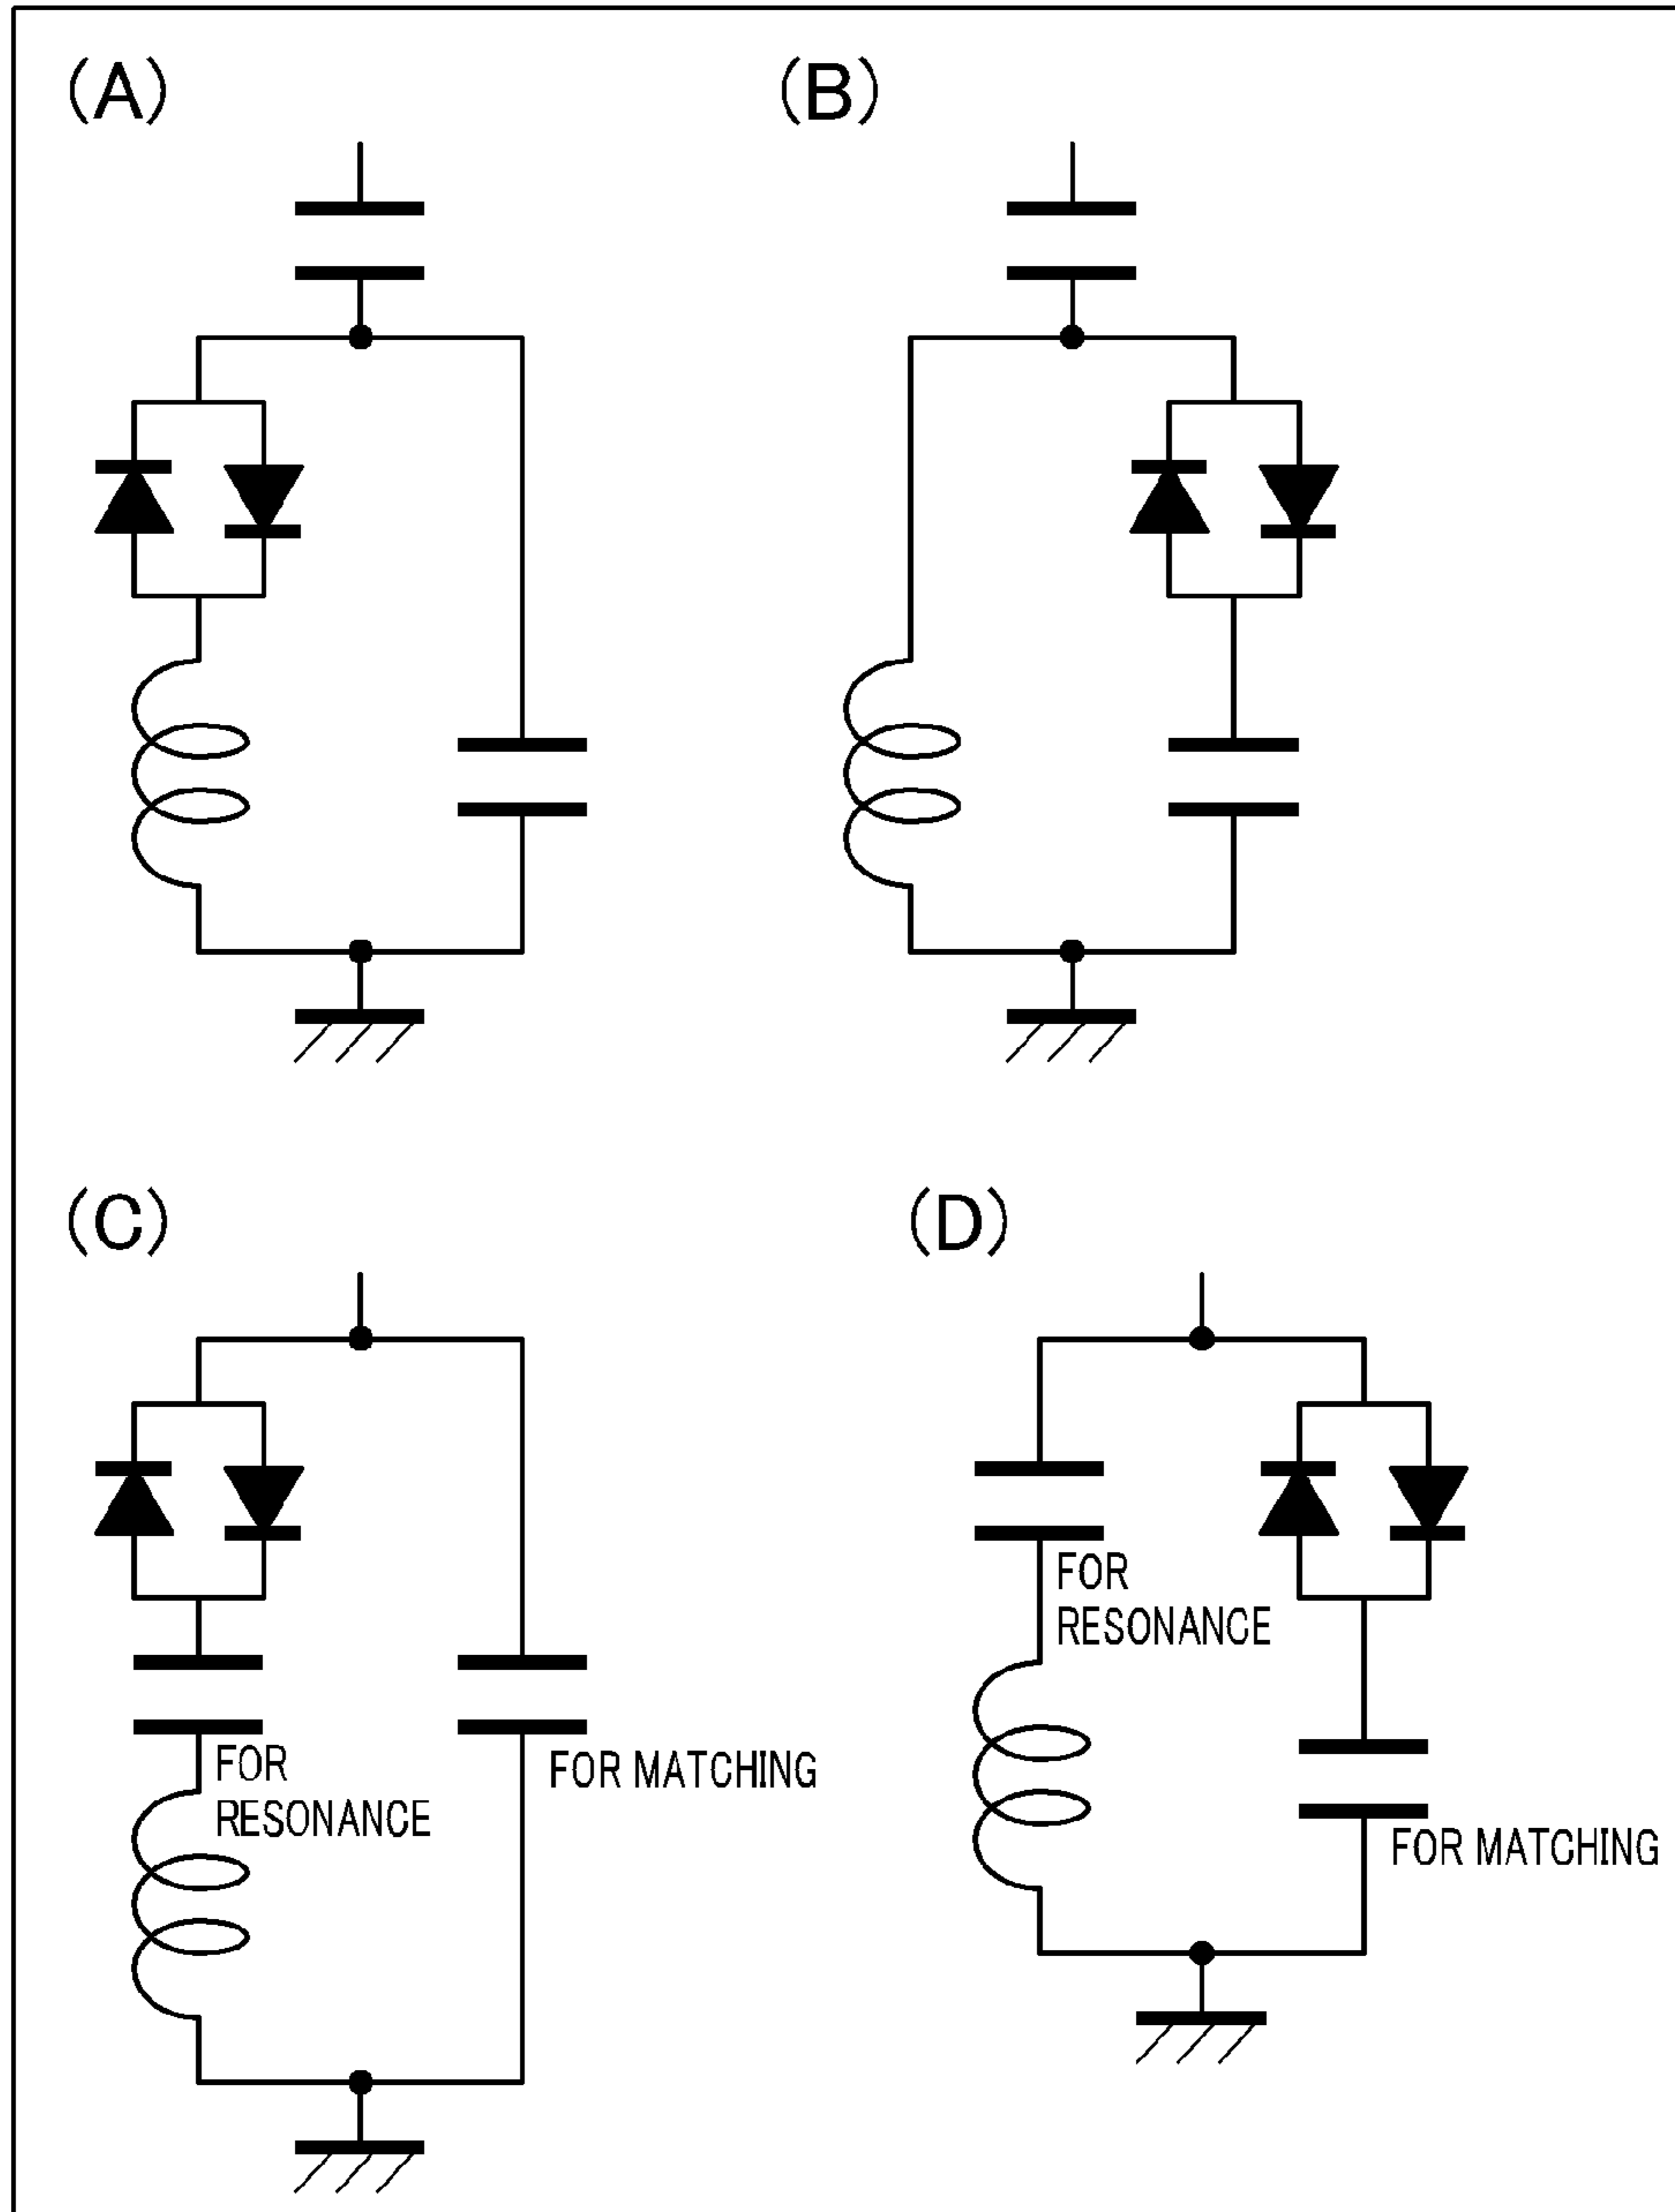 (A)
(B)
(C)
(D)
FOR
RESONANCE
FOR MATCHING
FOR
RESONANCE
FOR MATCHING